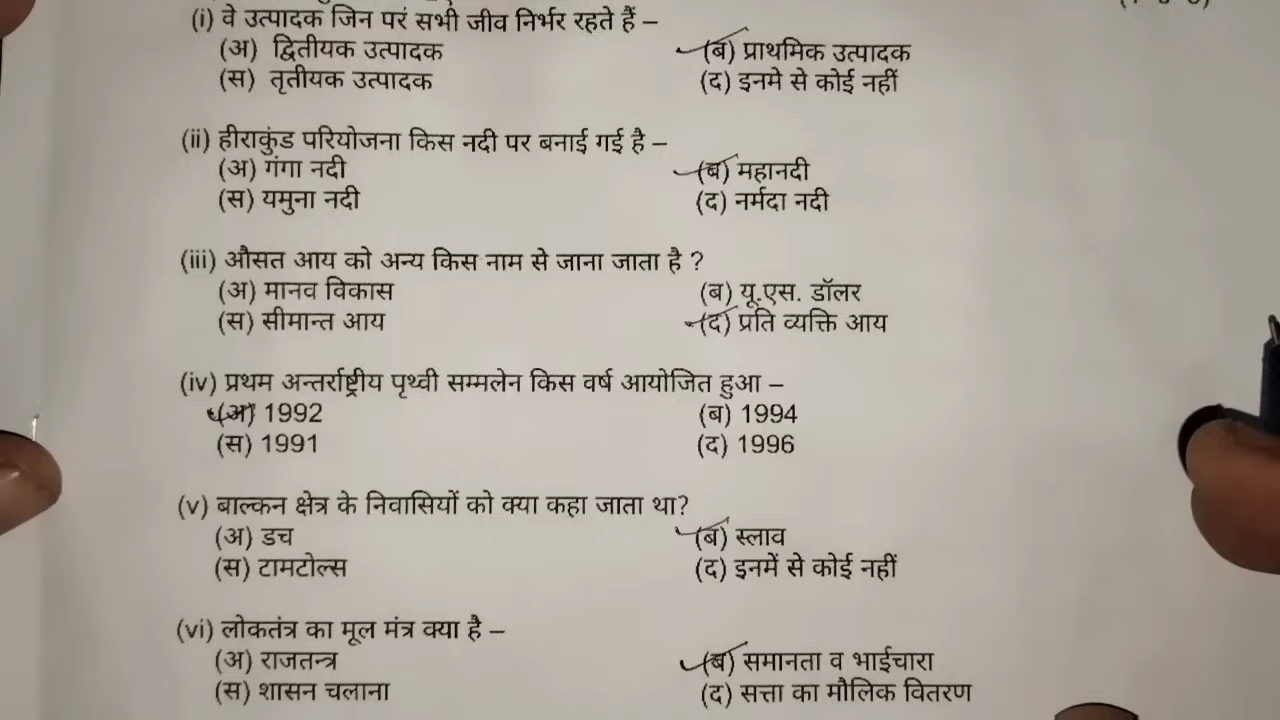 (i) वे उत्पादक जिन परं सभी जीव निर्भर रहते हैं –
(अ) द्वितीयक उत्पादक (ब) प्राथमिक उत्पादक
(स) तृतीयक उत्पादक (द) इनमे से कोई नहीं
(ii) हीराकुंड परियोजना किस नदी पर बनाई गई है –
(अ) गंगा नदी (ब) महानदी
(स) यमुना नदी (द) नर्मदा नदी
(iii) औसत आय को अन्य किस नाम से जाना जाता है ?
(अ) मानव विकास (ब) यू.एस. डॉलर
(स) सीमान्त आय (द) प्रति व्यक्ति आय
(iv) प्रथम अन्तर्राष्ट्रीय पृथ्वी सम्मलेन किस वर्ष आयोजित हुआ –
(अ) 1992 (ब) 1994
(स) 1991 (द) 1996
(v) बाल्कन क्षेत्र के निवासियों को क्या कहा जाता था?
(अ) डच (ब) स्लाव
(स) टामटोल्स (द) इनमें से कोई नहीं
(vi) लोकतंत्र का मूल मंत्र क्या है –
(अ) राजतन्त्र (ब) समानता व भाईचारा
(स) शासन चलाना (द) सत्ता का मौलिक वितरण